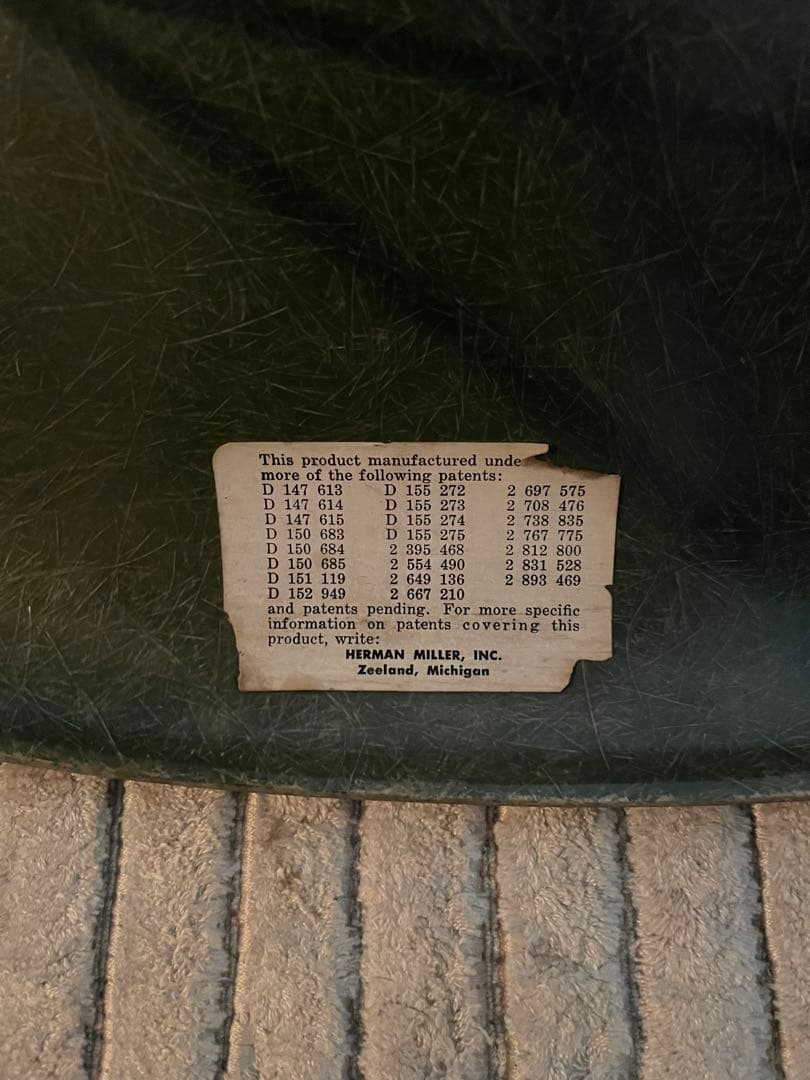 HERMAN MILLER
This product manufactured unde
more of the following patents:
D 147 613 D 155 272 2 697 575
D 147 614 D 155 273 2 708 476
D 147 615 D 155 274 2 738 835
D 150 683 D 155 275 2 767 775
D 150 684 2 395 468 2 812 800
D 150 685 2 554 490 2 831 528
D 151 119 2 649 136 2 893 469
D 152 949 2 667 210
and patents pending. For more specific
information on patents covering this
product, write:
HERMAN MILLER, INC.
Zeeland, Michigan